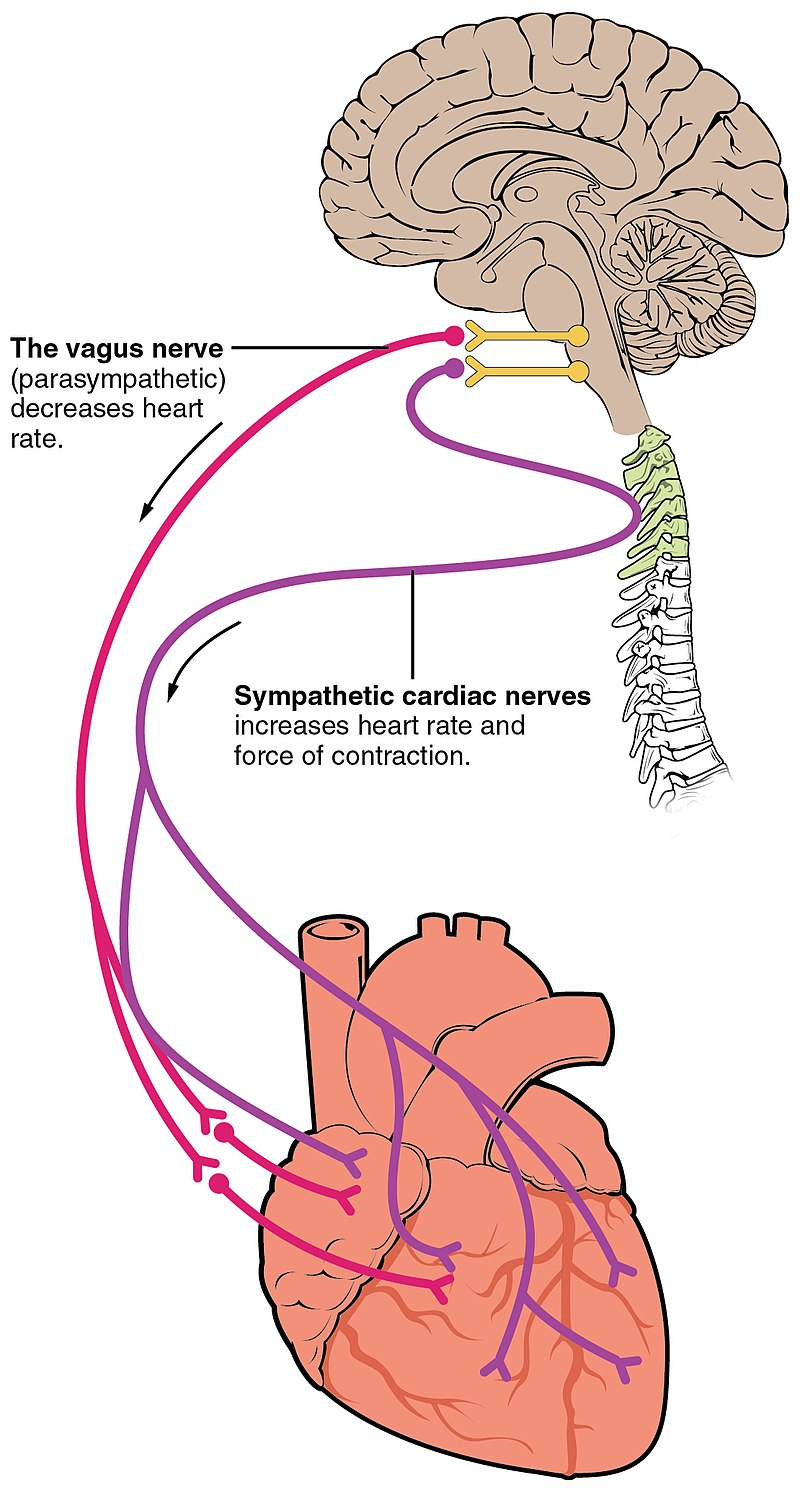 The vagus nerve
(parasympathetic)
decreases heart
rate.
Sympathetic cardiac nerves
increases heart rate and
force of contraction.